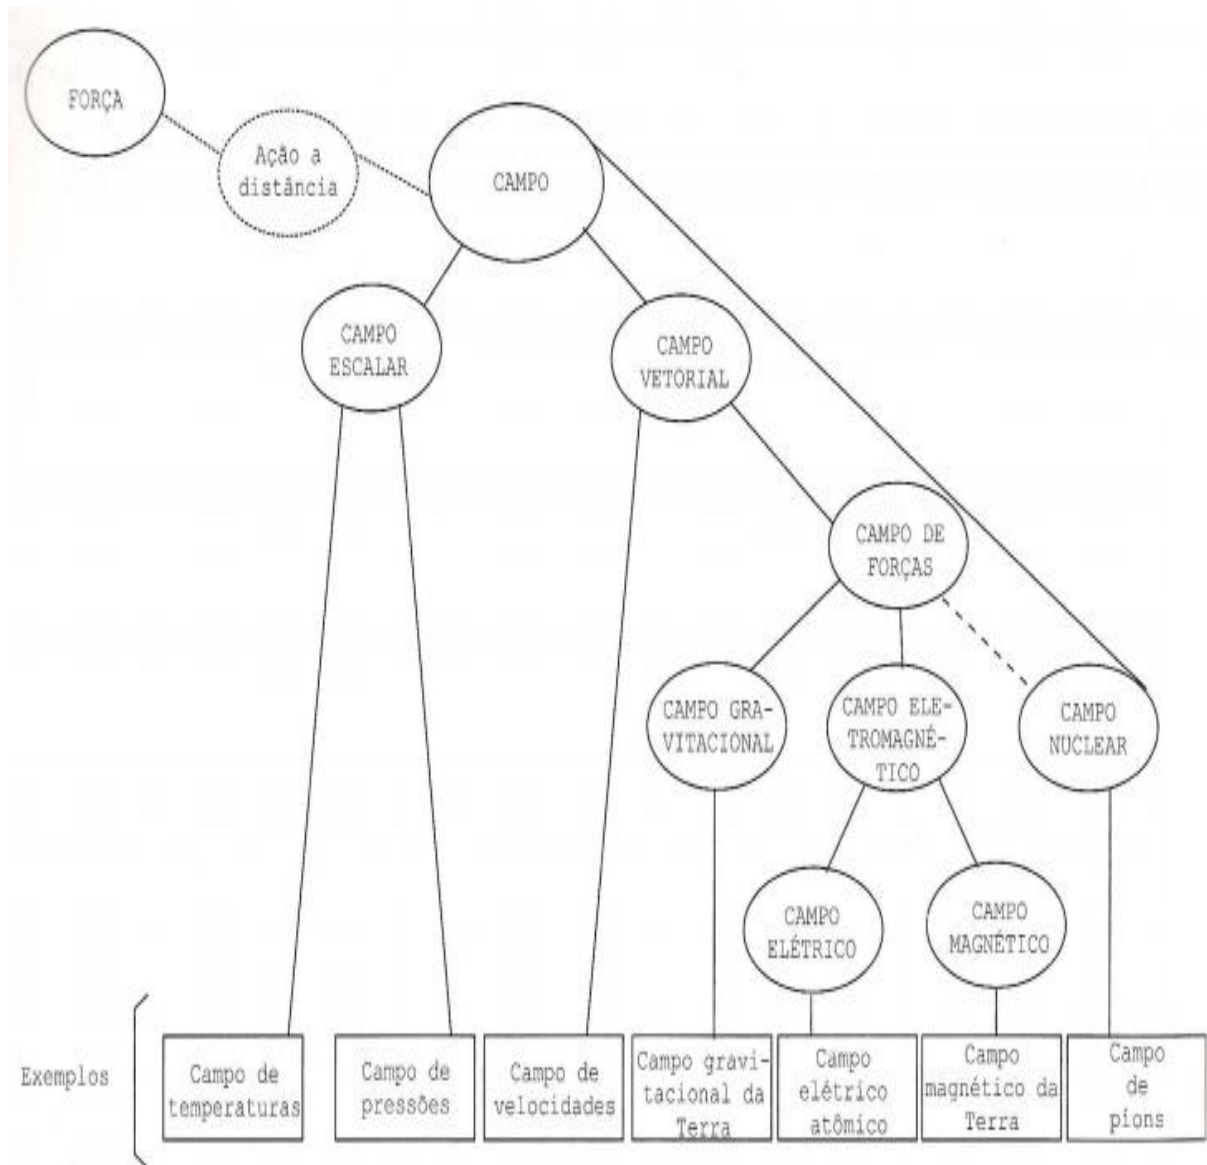 FORÇA
Ação a
distância
CAMPO
CAMPO
ESCALAR
CAMPO
VETORIAL
CAMPO DE
FORÇAS
CAMPO GRA-
VITACIONAL
CAMPO ELE-
TROMAGNÉ-
TICO
CAMPO
NUCLEAR
CAMPO
ELÉTRICO
CAMPO
MAGNÉTICO
Exemplos
Campo de
temperaturas
Campo de
pressões
Campo de
velocidades
Campo gravi-
tacional da
Terra
Campo
elétrico
atômico
Campo
magnético da
Terra
Campo
de
pions